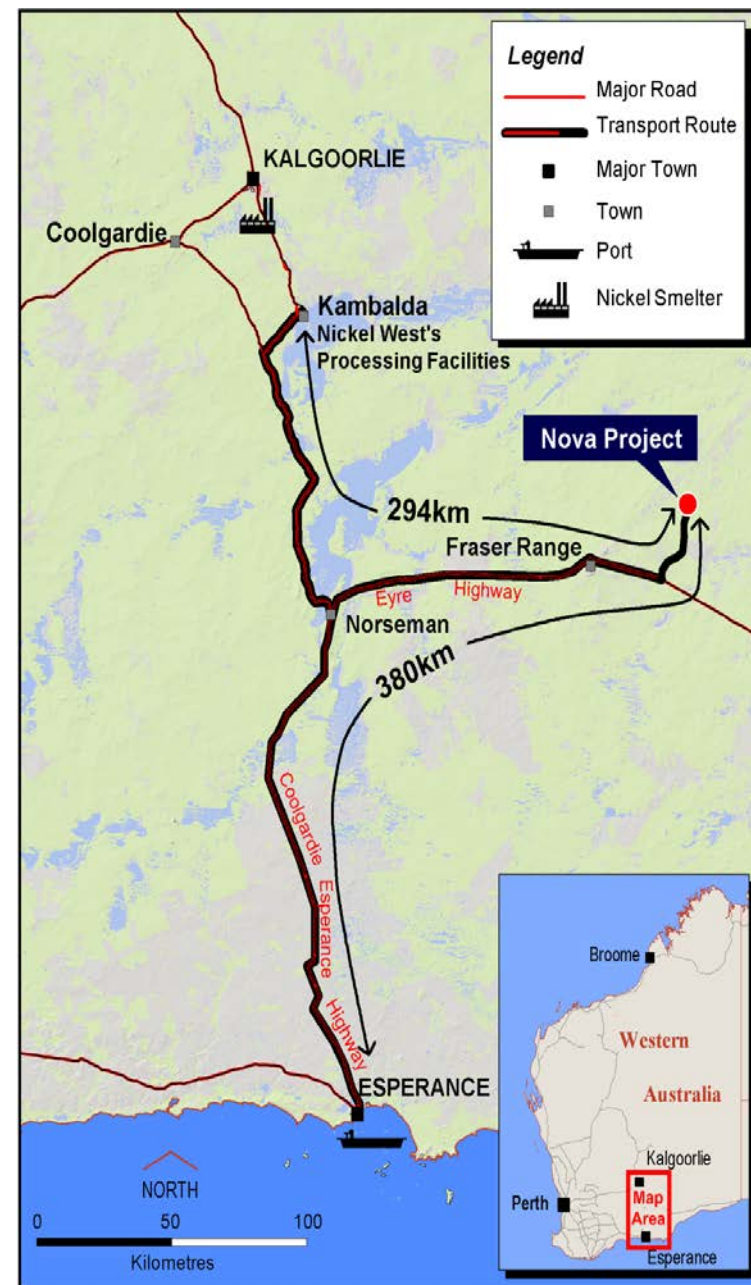 Legend
Major Road
Transport Route
Major Town
Town
Port
Nickel Smelter
KALGOORLIE
Coolgardie
Kambalda
Nickel West's
Processing Facilities
Nova Project
294km
Fraser Range
Eyre Highway
Norseman
380km
Coolgardie
Esperance
Highway
ESPERANCE
NORTH
0 50 100
Kilometres
Broome
Western
Australia
Kalgoorlie
Perth
Map
Area
Esperance